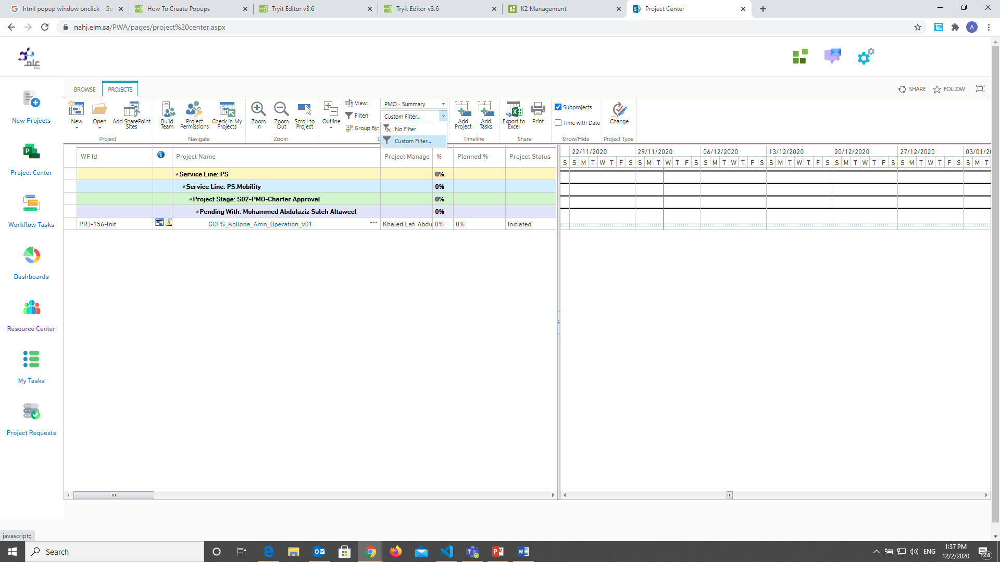 html popup window onclick - Go
How To Create Popups
Tryit Editor v3.6
Tryit Editor v3.6
K2 Management
Project Center
nahj.elm.sa/PWA/pages/project%20center.aspx
A
علم
Elm
BROWSE
PROJECTS
SHARE
FOLLOW
New
Open
Add SharePoint Sites
Project
Build Team
Project Permissions
Check in My Projects
Navigate
Zoom In
Zoom Out
Scroll to Project
Zoom
Outline
View:
PMO - Summary
Filter:
Custom Filter...
Group By:
No Filter
Custom Filter...
D
Add Project
Add Tasks
Timeline
Export to Excel
Print
Share
Subprojects
Time with Date
Show/Hide
Change
Project Type
New Projects
Project Center
Workflow Tasks
Dashboards
Resource Center
My Tasks
Project Requests
WF Id
Project Name
Project Manage
%
Planned %
Project Status
Service Line: PS
0%
Service Line: PS.Mobility
0%
Project Stage: S02-PMO-Charter Approval
0%
Pending With: Mohammed Abdalaziz Saleh Altaweel
0%
PRJ-156-Init
GDPS_Kollona_Amn_Operation_v01
Khaled Lafi Abdu
0%
0%
Initiated
22/11/2020 29/11/2020 06/12/2020 13/12/2020 20/12/2020 27/12/2020 03/01/2
S S M T W T F S S M T W T F S S M T W T F S S M T W T F S S M T W T F S S M T W T F S S M T
javascript:;
Search
ENG
1:37 PM
12/2/2020
24